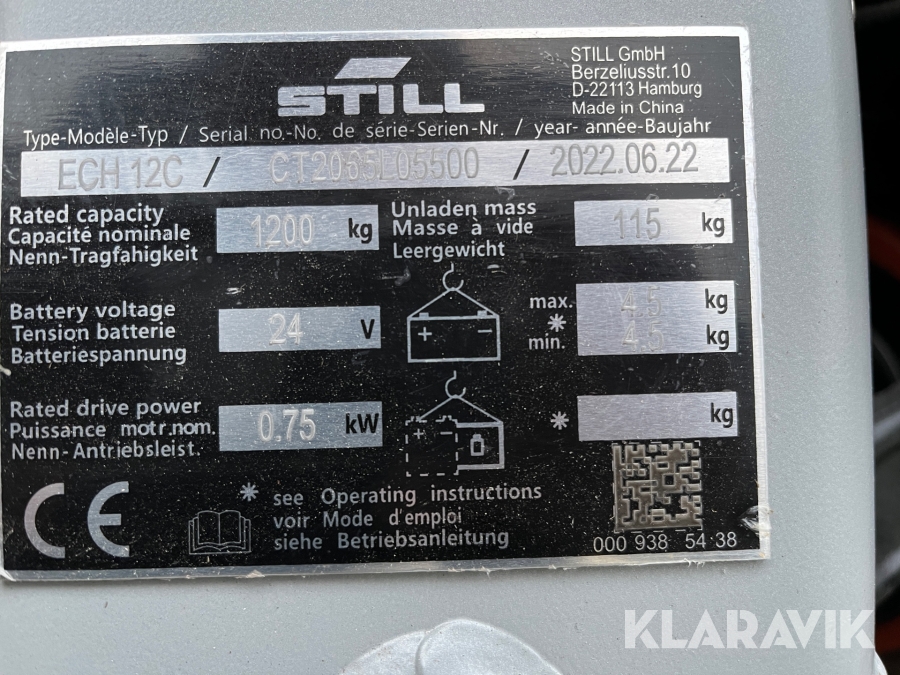 STILL
STILL GmbH
Berzeliusstr.10
D-22113 Hamburg
Made in China
Type-Modèle-Typ / Serial no.-No. de série-Serien-Nr. / year- année-Baujahr
ECH 12C / / 2022.06.22
Rated capacity
Capacité nominale
Nenn-Tragfahigkeit
1200 kg
Unladen mass
Masse à vide
Leergewicht
115 kg
Battery voltage
Tension batterie
Batteriespannung
24 V
+ −
max. 4.5 kg
*
min. 4.5 kg
Rated drive power
Puissance motr.nom.
Nenn-Antriebsleist.
0.75 kW
+ −
* kg
CE
* see Operating instructions
voir Mode d'emploi
siehe Betriebsanleitung
000 938 54 38
KLARAVIK